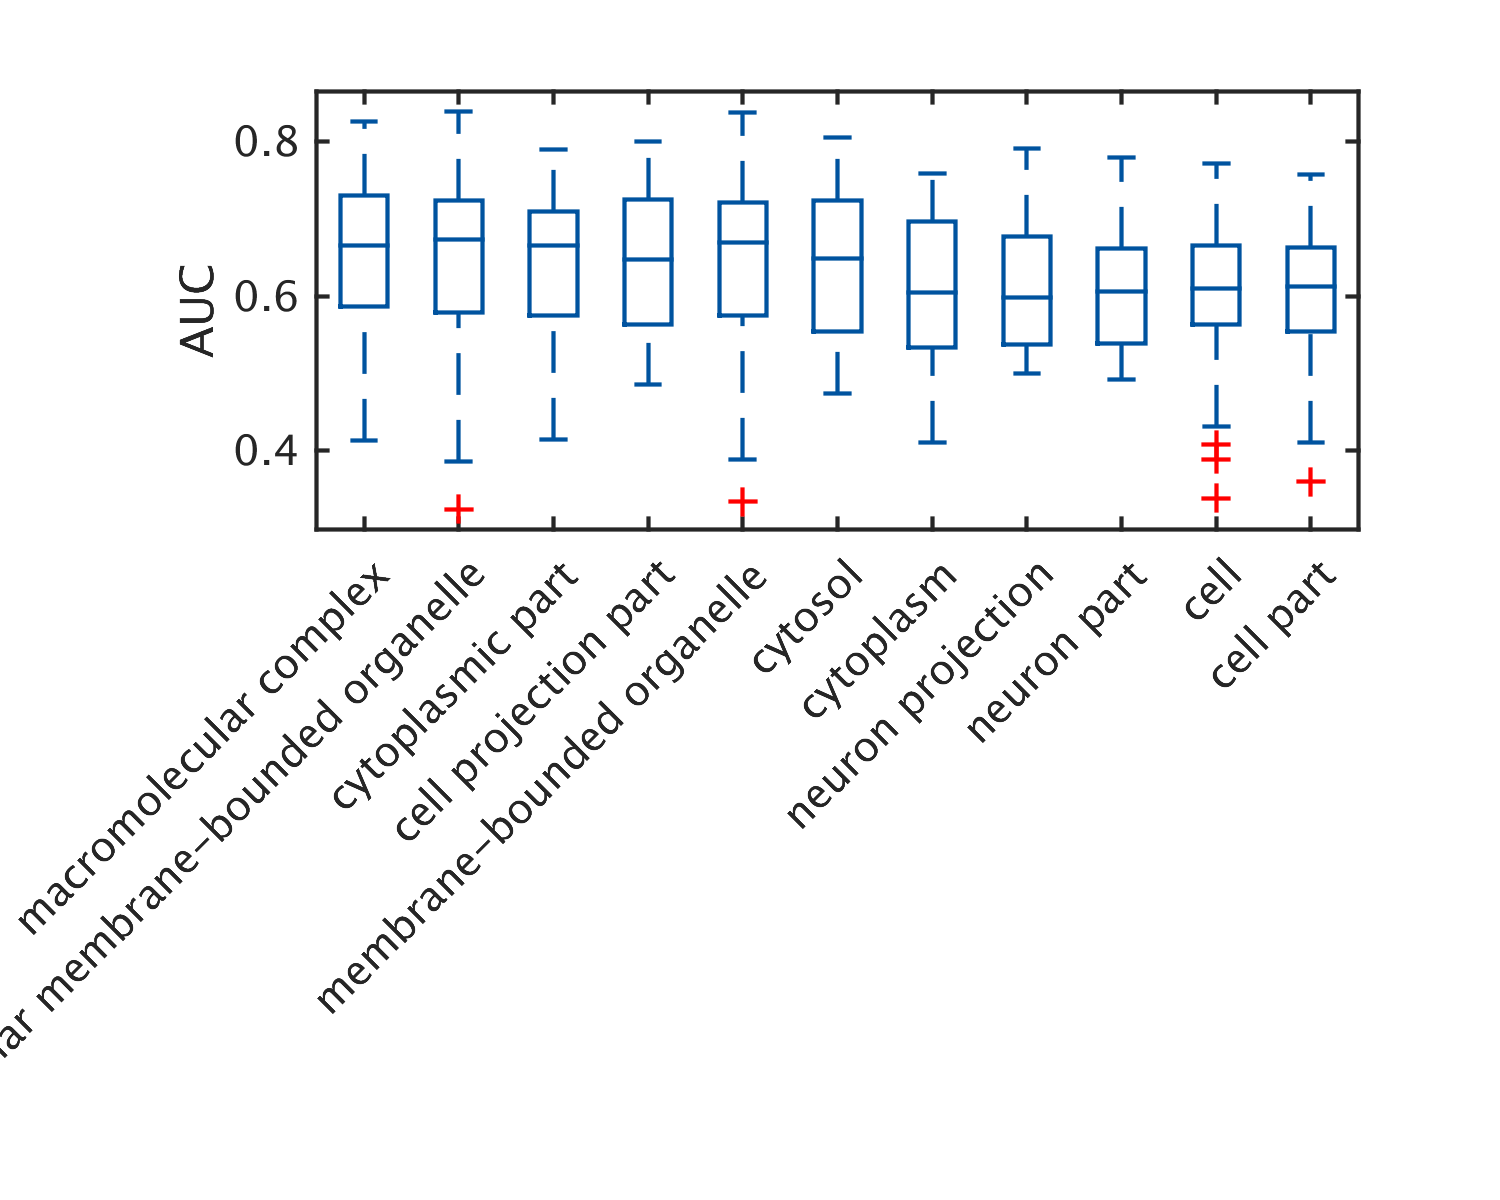 0.8
0.6
0.4
AUC
macromolecular complex
membrane–bounded organelle
cytoplasmic part
cell projection part
membrane–bounded organelle
cytosol
cytoplasm
neuron projection
neuron part
cell
cell part